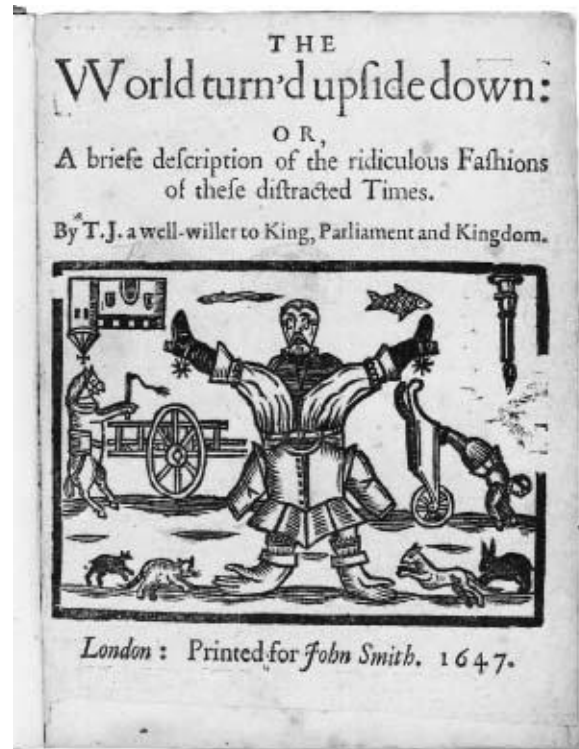 THE
World turn'd upſide down:
OR,
A briefe deſcription of the ridiculous Faſhions
of theſe diſtracted Times.
By T.J. a well-willer to King, Parliament and Kingdom.
London: Printed for John Smith. 1647.